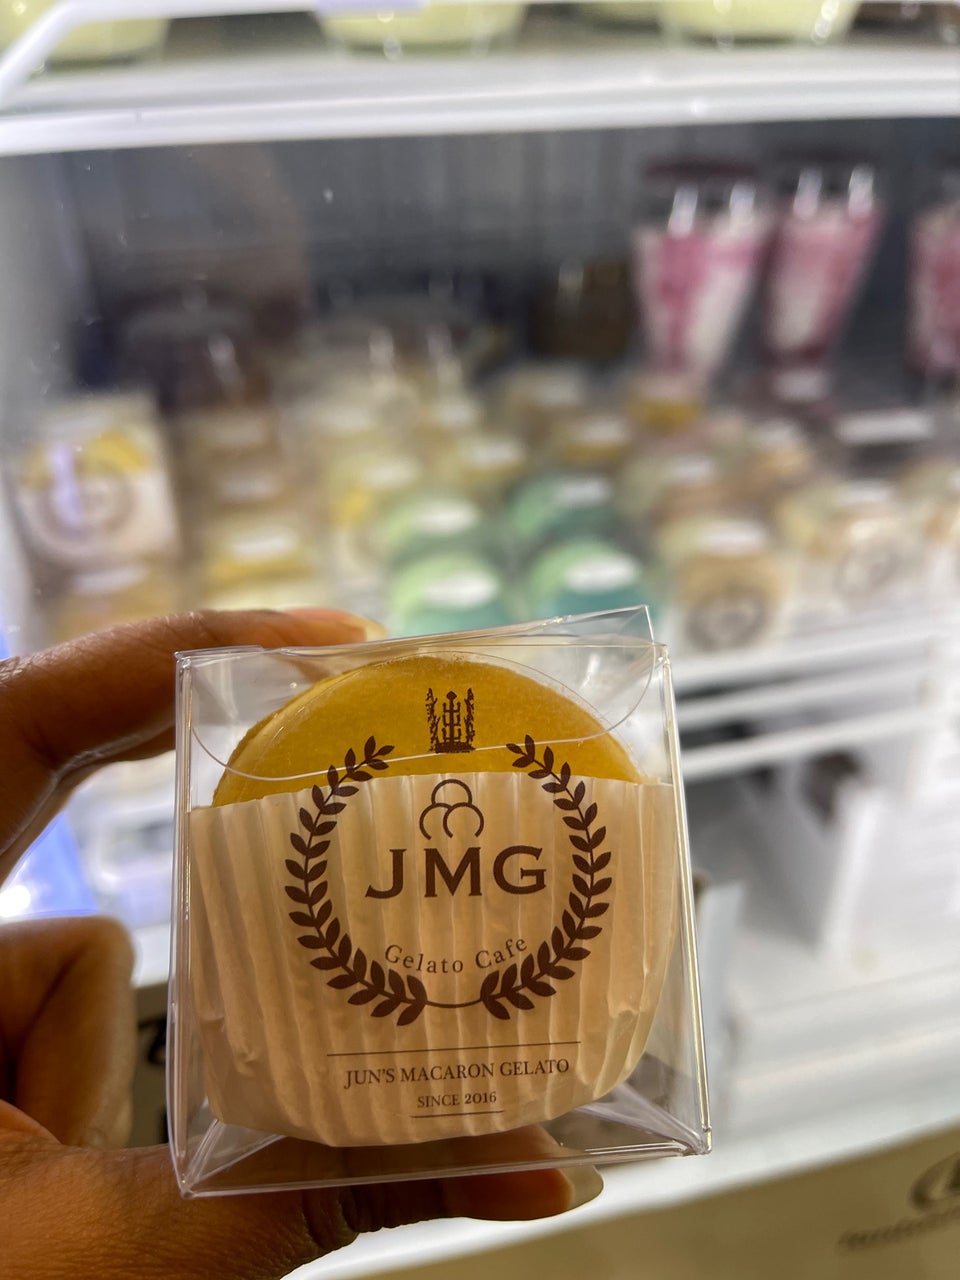 JMG
Gelato Cafe
JUN'S MACARON GELATO
SINCE 2016